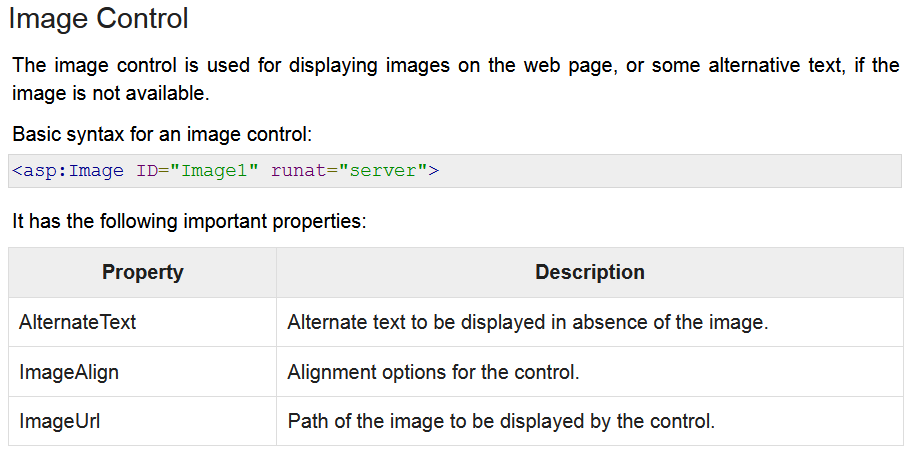 Image Control
The image control is used for displaying images on the web page, or some alternative text, if the
image is not available.
Basic syntax for an image control:
<asp:Image ID="Image1" runat="server">
It has the following important properties:
Property Description
AlternateText Alternate text to be displayed in absence of the image.
ImageAlign Alignment options for the control.
ImageUrl Path of the image to be displayed by the control.